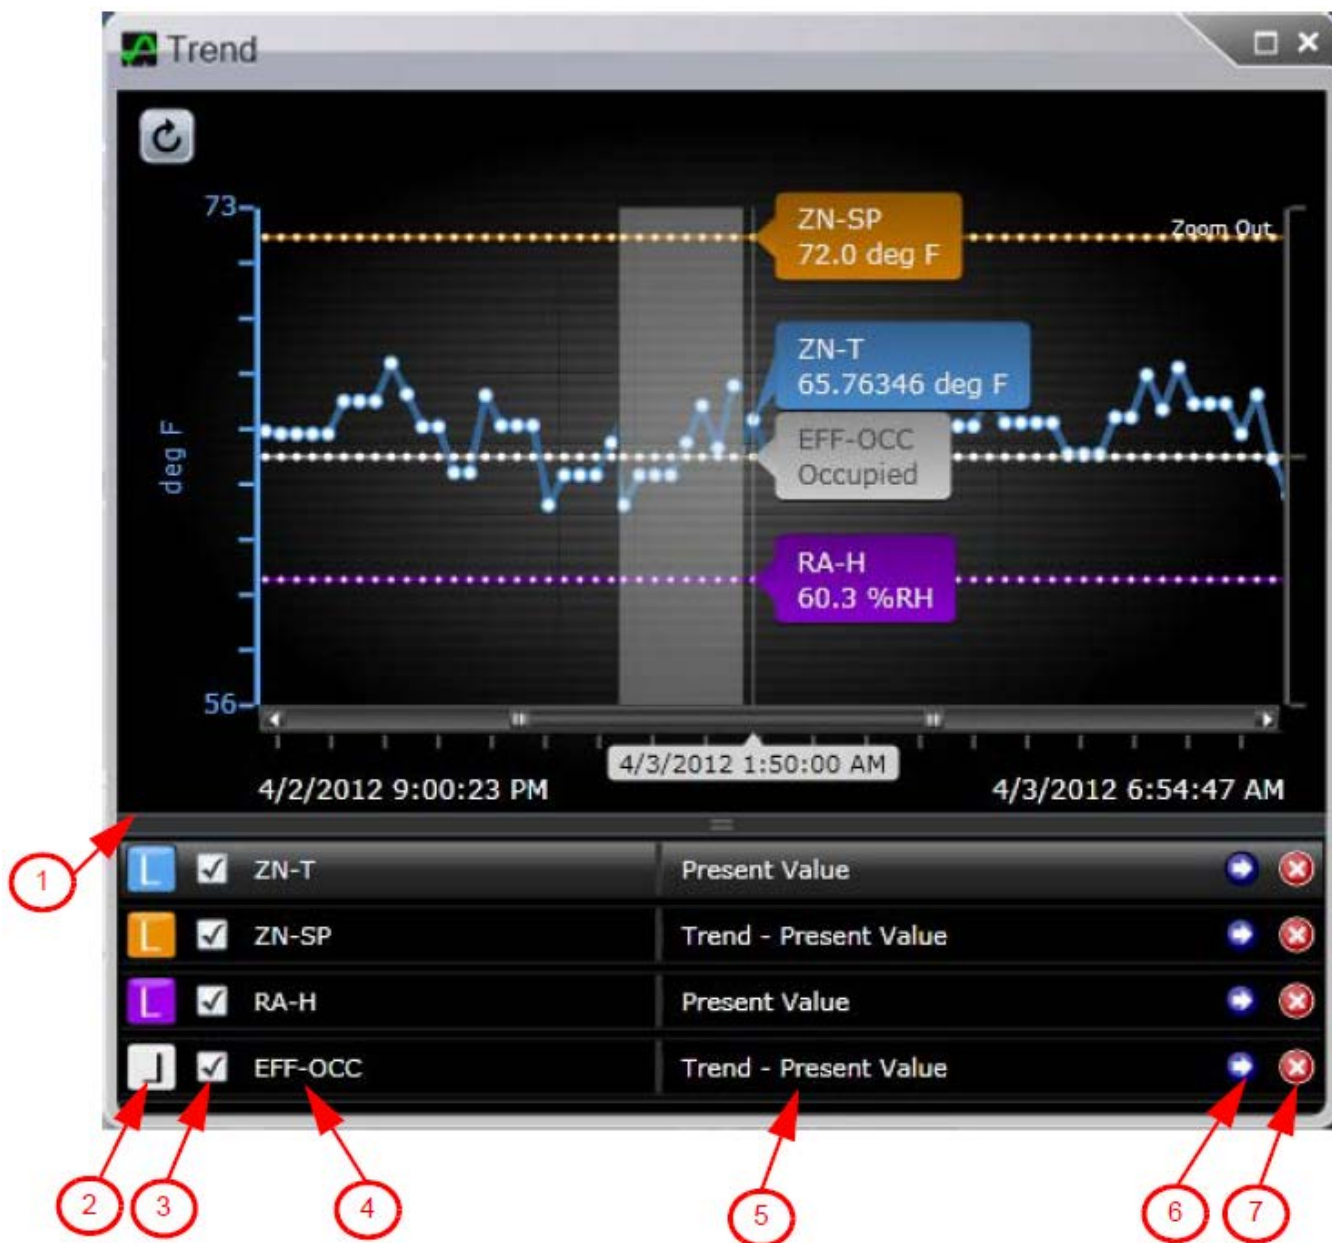 Trend
73
ZN-SP
72.0 deg F
Zoom Out
ZN-T
65.76346 deg F
deg F
EFF-OCC
Occupied
RA-H
60.3 %RH
56
4/3/2012 1:50:00 AM
4/2/2012 9:00:23 PM
4/3/2012 6:54:47 AM
1
L ZN-T Present Value
L ZN-SP Trend - Present Value
L RA-H Present Value
EFF-OCC Trend - Present Value
2 3 4 5 6 7